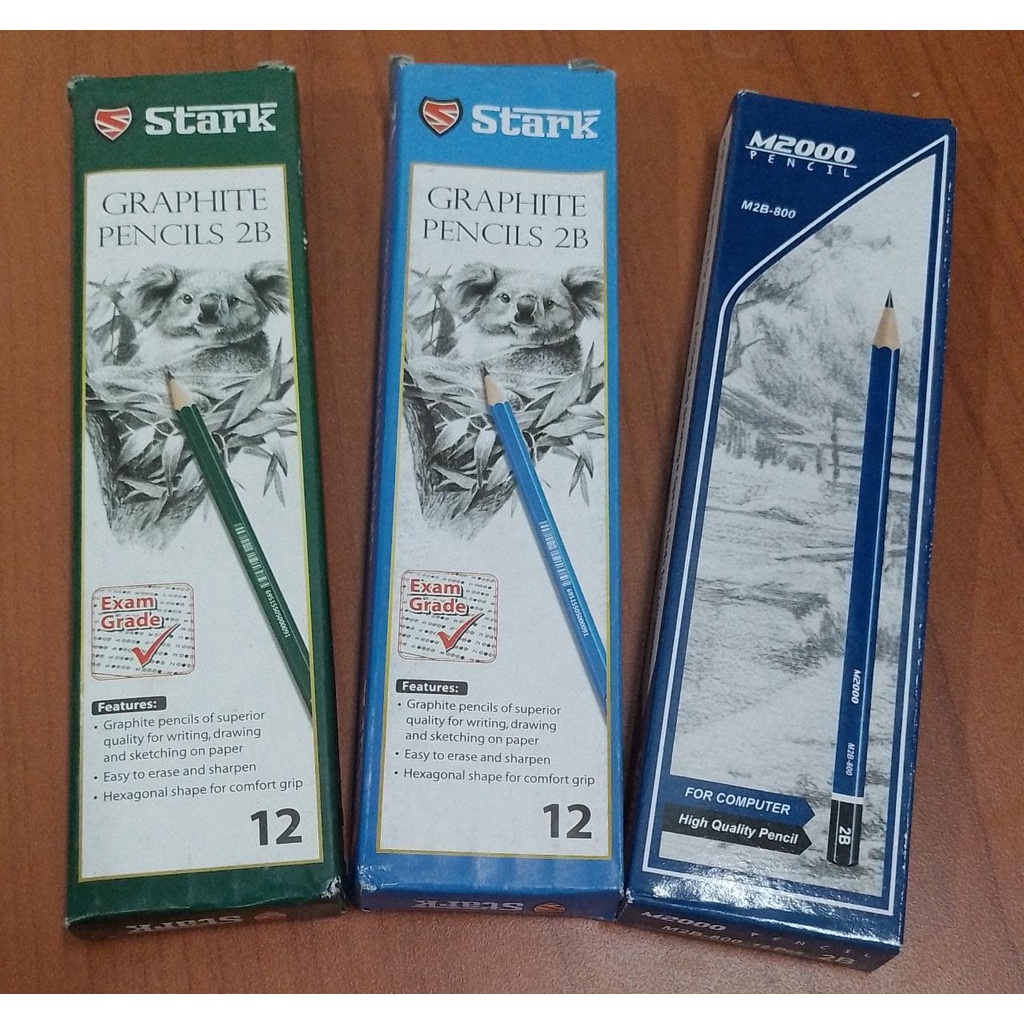 Stark
GRAPHITE
PENCILS 2B
Exam
Grade
Features:
• Graphite pencils of superior
quality for writing, drawing
and sketching on paper
• Easy to erase and sharpen
• Hexagonal shape for comfort grip
12
Stark
Stark
GRAPHITE
PENCILS 2B
Exam
Grade
Features:
• Graphite pencils of superior
quality for writing, drawing
and sketching on paper
• Easy to erase and sharpen
• Hexagonal shape for comfort grip
12
Stark
M2000
PENCIL
M2B-800
M2000
M2B-800
2B
FOR COMPUTER
High Quality Pencil
M2000 PENCIL
M2B-800 12 Pcs. 2B